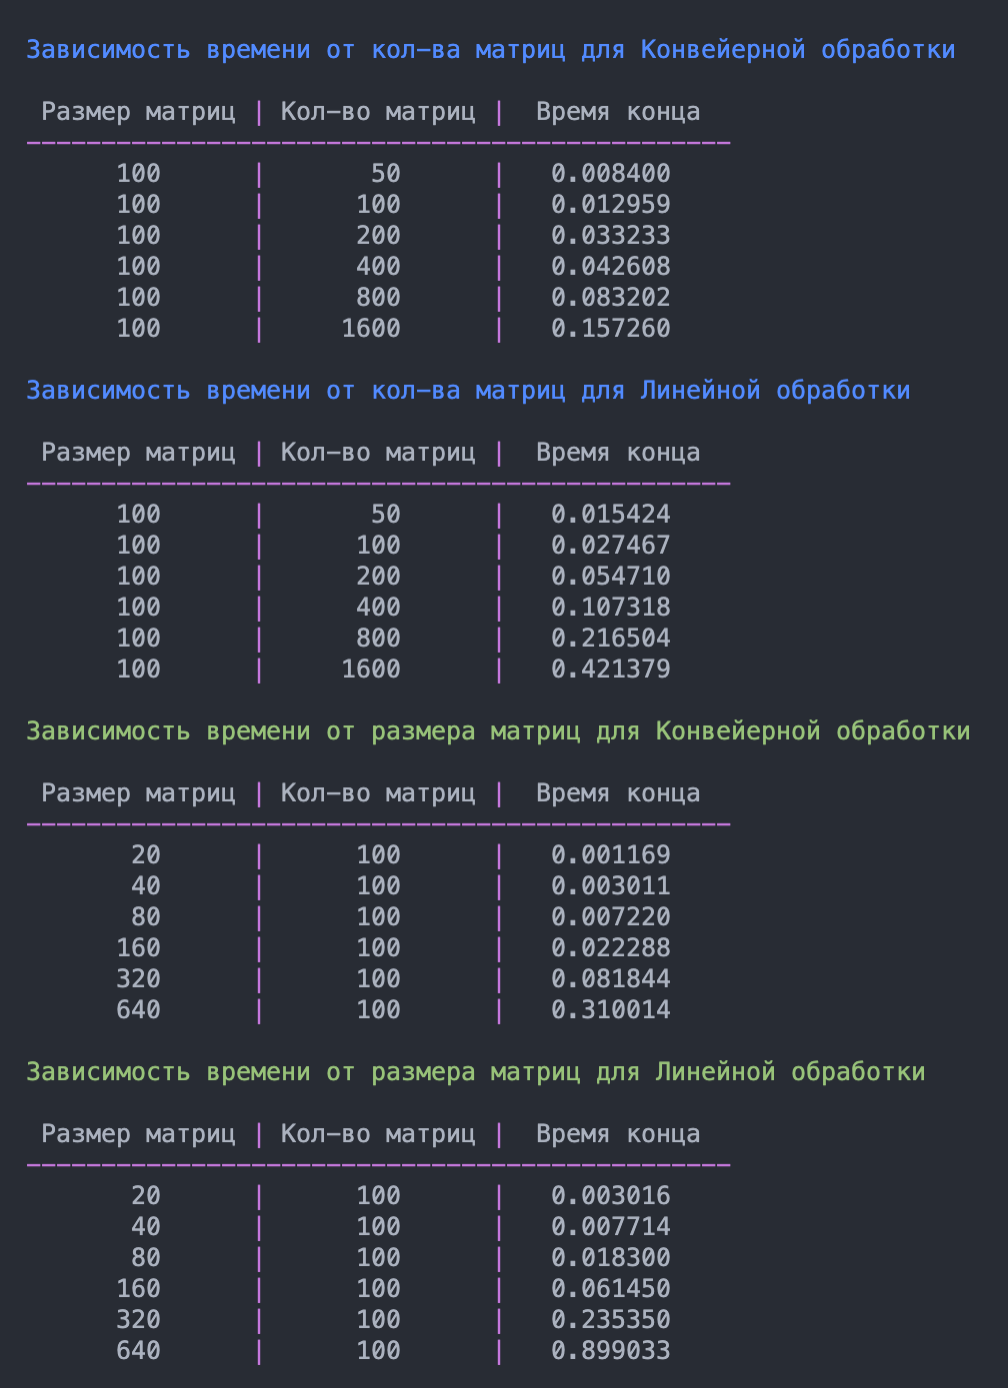 Зависимость времени от кол-ва матриц для Конвейерной обработки
Размер матриц | Кол-во матриц | Время конца
-----------------------------------------------
100 | 50 | 0.008400
100 | 100 | 0.012959
100 | 200 | 0.033233
100 | 400 | 0.042608
100 | 800 | 0.083202
100 | 1600 | 0.157260
Зависимость времени от кол-ва матриц для Линейной обработки
Размер матриц | Кол-во матриц | Время конца
-----------------------------------------------
100 | 50 | 0.015424
100 | 100 | 0.027467
100 | 200 | 0.054710
100 | 400 | 0.107318
100 | 800 | 0.216504
100 | 1600 | 0.421379
Зависимость времени от размера матриц для Конвейерной обработки
Размер матриц | Кол-во матриц | Время конца
-----------------------------------------------
20 | 100 | 0.001169
40 | 100 | 0.003011
80 | 100 | 0.007220
160 | 100 | 0.022288
320 | 100 | 0.081844
640 | 100 | 0.310014
Зависимость времени от размера матриц для Линейной обработки
Размер матриц | Кол-во матриц | Время конца
-----------------------------------------------
20 | 100 | 0.003016
40 | 100 | 0.007714
80 | 100 | 0.018300
160 | 100 | 0.061450
320 | 100 | 0.235350
640 | 100 | 0.899033